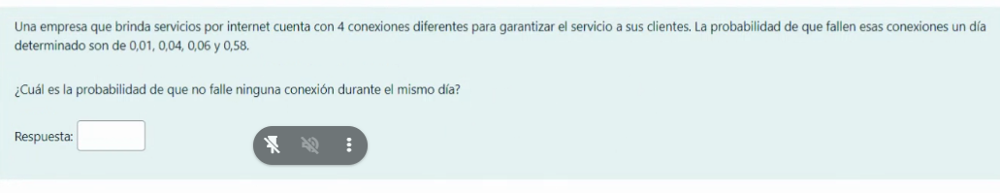 Una empresa que brinda servicios por internet cuenta con 4 conexiones diferentes para garantizar el servicio a sus clientes. La probabilidad de que fallen esas conexiones un día
determinado son de 0,01, 0,04, 0,06 y 0,58.
¿Cuál es la probabilidad de que no falle ninguna conexión durante el mismo día?
Respuesta: